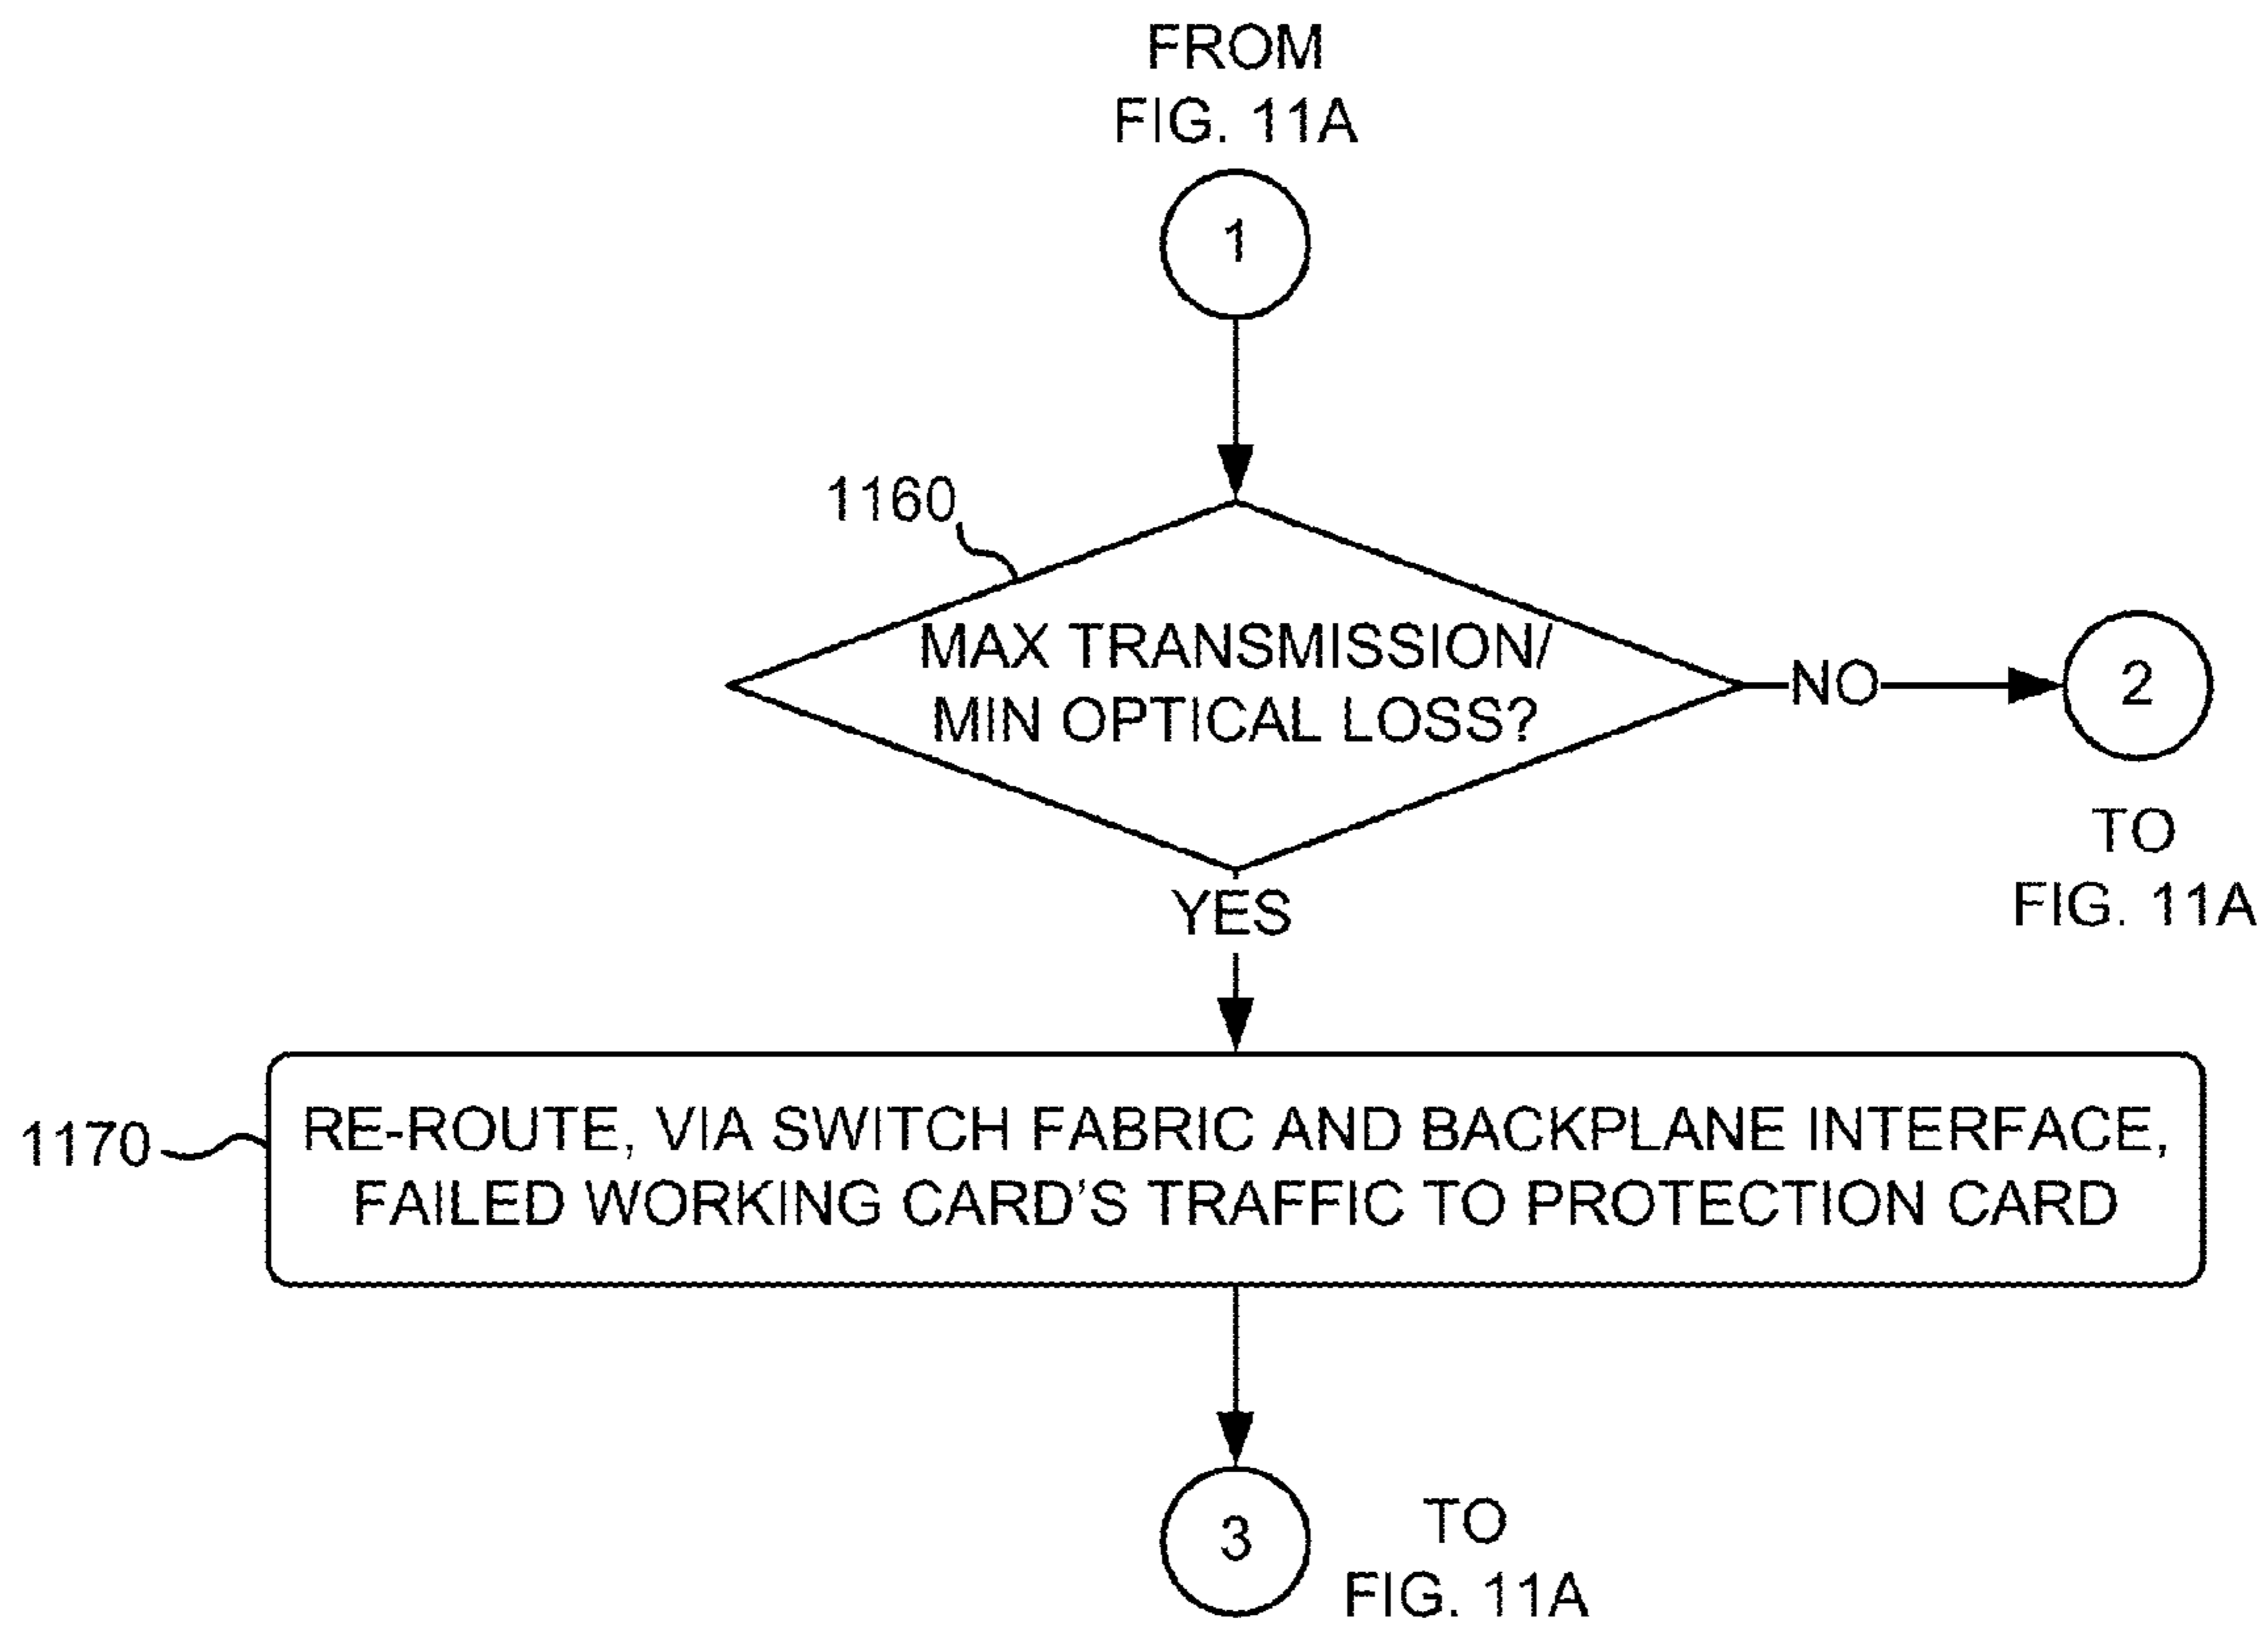 FROM
FIG. 11A
1
1160
MAX TRANSMISSION/
MIN OPTICAL LOSS?
NO
2
TO
FIG. 11A
YES
1170
RE-ROUTE, VIA SWITCH FABRIC AND BACKPLANE INTERFACE,
FAILED WORKING CARD'S TRAFFIC TO PROTECTION CARD
3
TO
FIG. 11A